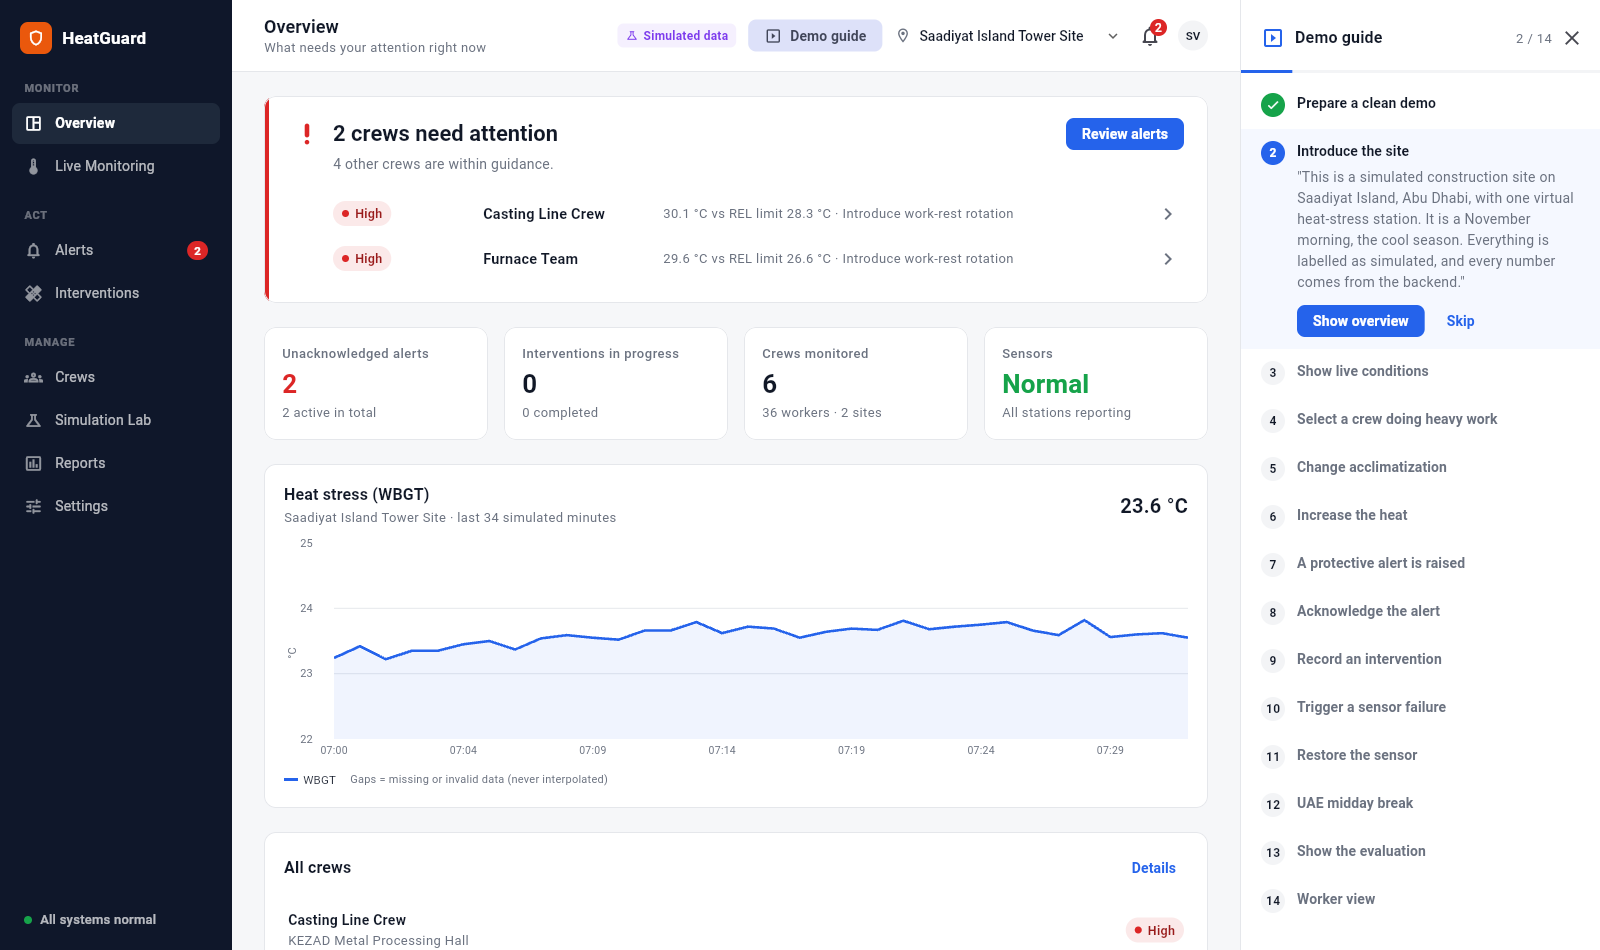 HeatGuard
MONITOR
Overview
Live Monitoring
ACT
Alerts
2
Interventions
MANAGE
Crews
Simulation Lab
Reports
Settings
All systems normal
Overview
What needs your attention right now
Simulated data
Demo guide
Saadiyat Island Tower Site
2
SV
2 crews need attention
4 other crews are within guidance.
Review alerts
High
Casting Line Crew
30.1 °C vs REL limit 28.3 °C · Introduce work-rest rotation
High
Furnace Team
29.6 °C vs REL limit 26.6 °C · Introduce work-rest rotation
Unacknowledged alerts
2
2 active in total
Interventions in progress
0
0 completed
Crews monitored
6
36 workers · 2 sites
Sensors
Normal
All stations reporting
Heat stress (WBGT)
Saadiyat Island Tower Site · last 34 simulated minutes
23.6 °C
25
24
23
22
°C
07:00
07:04
07:09
07:14
07:19
07:24
07:29
WBGT
Gaps = missing or invalid data (never interpolated)
All crews
Details
Casting Line Crew
KEZAD Metal Processing Hall
High
Demo guide
2 / 14
Prepare a clean demo
2
Introduce the site
"This is a simulated construction site on
Saadiyat Island, Abu Dhabi, with one virtual
heat-stress station. It is a November
morning, the cool season. Everything is
labelled as simulated, and every number
comes from the backend."
Show overview
Skip
3
Show live conditions
4
Select a crew doing heavy work
5
Change acclimatization
6
Increase the heat
7
A protective alert is raised
8
Acknowledge the alert
9
Record an intervention
10
Trigger a sensor failure
11
Restore the sensor
12
UAE midday break
13
Show the evaluation
14
Worker view